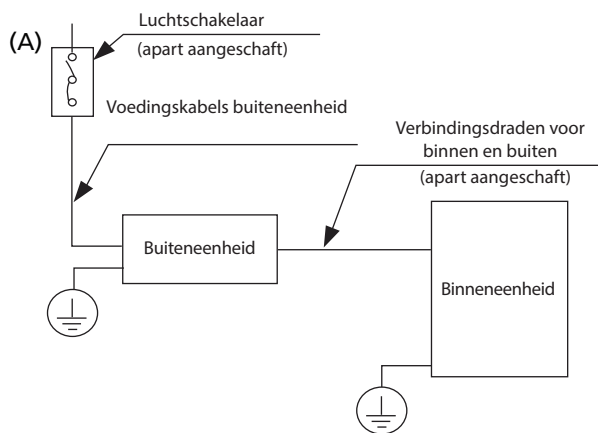 (A)
Luchtschakelaar
(apart aangeschaft)
Voedingskabels buiteneenheid
Verbindingsdraden voor
binnen en buiten
(apart aangeschaft)
Buiteneenheid
Binneneenheid